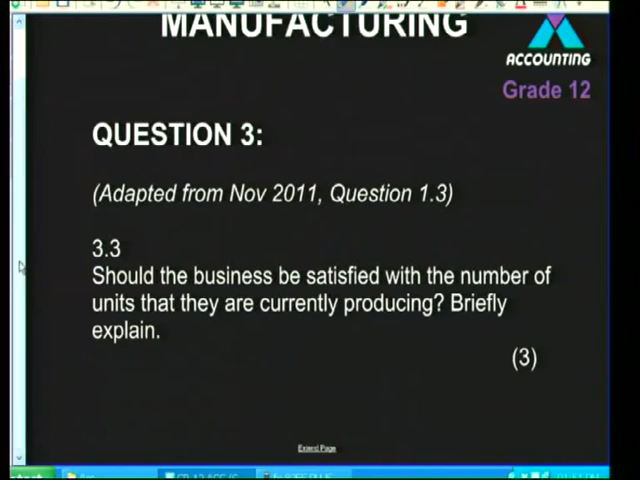 MANUFACTURING
ACCOUNTING
Grade 12
QUESTION 3:
(Adapted from Nov 2011, Question 1.3)
3.3
Should the business be satisfied with the number of
units that they are currently producing? Briefly
explain.
(3)
Extend Page